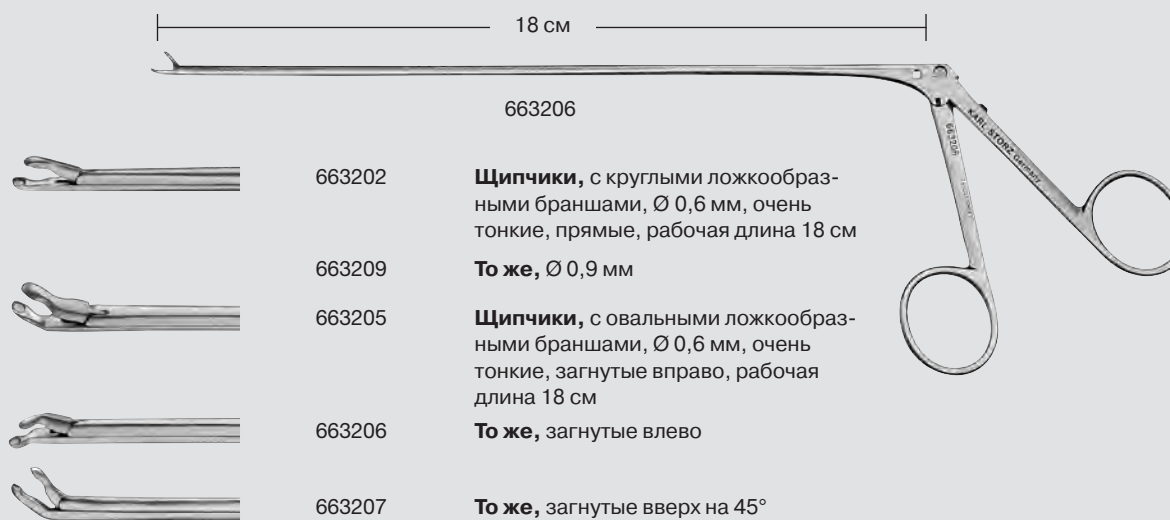 18 см
663206
KARL STORZ Germany
663202 Щипчики, с круглыми ложкообраз-
ными браншами, Ø 0,6 мм, очень
тонкие, прямые, рабочая длина 18 см
663209 То же, Ø 0,9 мм
663205 Щипчики, с овальными ложкообраз-
ными браншами, Ø 0,6 мм, очень
тонкие, загнутые вправо, рабочая
длина 18 см
663206 То же, загнутые влево
663207 То же, загнутые вверх на 45°